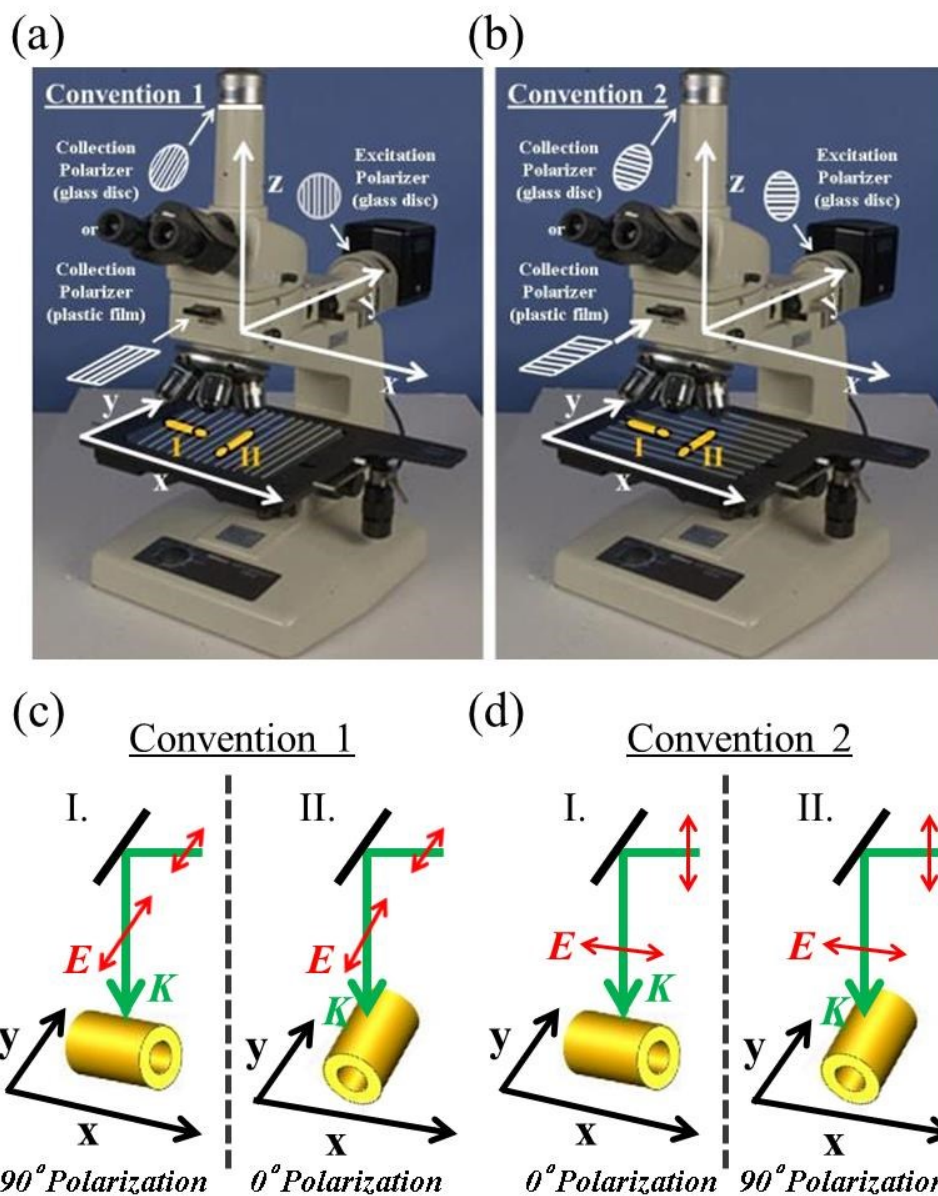 (a)
Convention 1
Collection
Polarizer
(glass disc)
or
Collection
Polarizer
(plastic film)
Excitation
Polarizer
(glass disc)
z
y
x
y
I
II
x
(b)
Convention 2
Collection
Polarizer
(glass disc)
or
Collection
Polarizer
(plastic film)
Excitation
Polarizer
(glass disc)
z
y
x
y
I
II
x
(c)
Convention 1
I.
E
K
y
x
90° Polarization
II.
E
K
y
x
0° Polarization
(d)
Convention 2
I.
E
K
y
x
0° Polarization
II.
E
K
y
x
90° Polarization